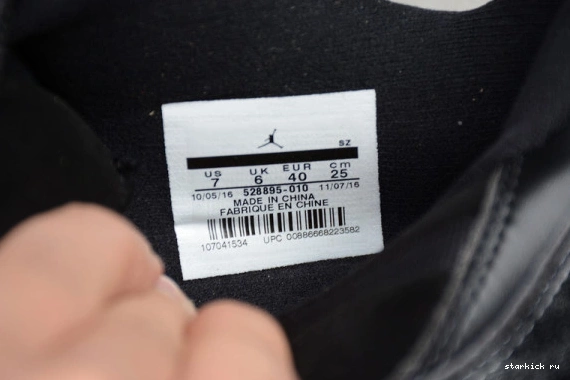 SZ
US UK EUR cm
7 6 40 25
10/05/16 528895-010 11/07/16
MADE IN CHINA
FABRIQUE EN CHINE
107041534 UPC 00886668223582
starkick ru